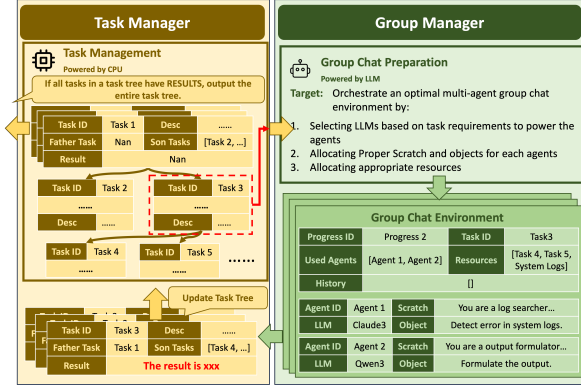 Task Manager
Task Management
Powered by CPU
If all tasks in a task tree have RESULTS, output the
entire task tree.
Task ID Task 1 Desc ......
Father Task Nan Son Tasks [Task 2, …]
Result Nan
Task ID Task 2
......
Desc ......
Task ID Task 3
......
Desc ......
Task ID Task 4
......
Task ID Task 5
......
......
Update Task Tree
Task ID Task 3 Desc ......
Father Task Task 1 Son Tasks [Task 4, …]
Result The result is xxx
Group Manager
Group Chat Preparation
Powered by LLM
Target: Orchestrate an optimal multi-agent group chat
environment by:
1. Selecting LLMs based on task requirements to power the
agents
2. Allocating Proper Scratch and objects for each agents
3. Allocating appropriate resources
Group Chat Environment
Progress ID Progress 2 Task ID Task3
Used Agents [Agent 1, Agent 2] Resources [Task 4, Task 5,
System Logs]
History []
Agent ID Agent 1 Scratch You are a log searcher…
LLM Claude3 Object Detect error in system logs.
Agent ID Agent 2 Scratch You are a output formulator…
LLM Qwen3 Object Formulate the output.